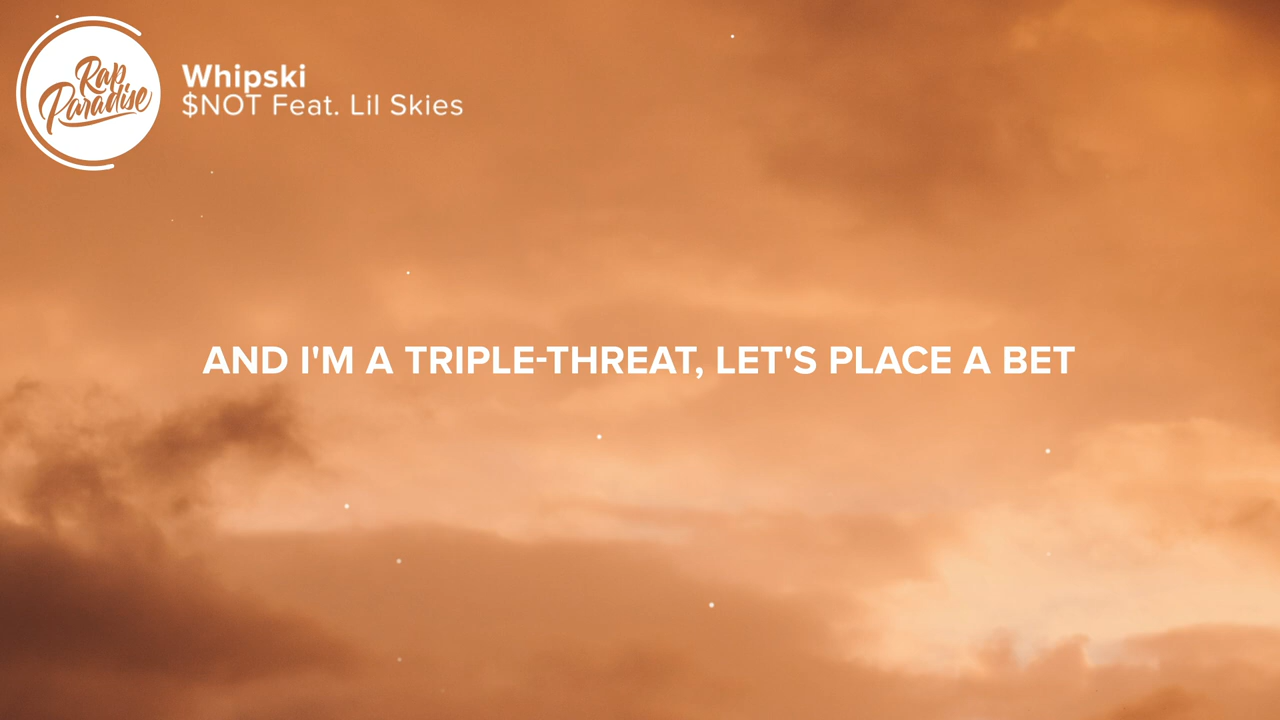 Rap
Paradise
Whipski
$NOT Feat. Lil Skies
AND I'M A TRIPLE-THREAT, LET'S PLACE A BET